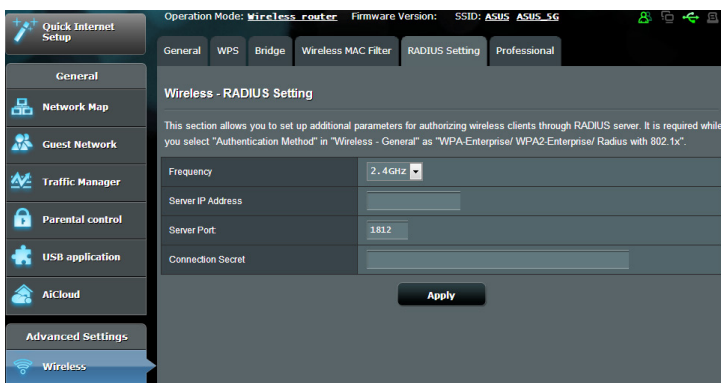 Quick Internet
Setup
Operation Mode: Wireless router Firmware Version: SSID: ASUS ASUS_5G
General WPS Bridge Wireless MAC Filter RADIUS Setting Professional
General
Network Map
Guest Network
Traffic Manager
Parental control
USB application
AiCloud
Advanced Settings
Wireless
Wireless - RADIUS Setting
This section allows you to set up additional parameters for authorizing wireless clients through RADIUS server. It is required while
you select "Authentication Method" in "Wireless - General" as "WPA-Enterprise/ WPA2-Enterprise/ Radius with 802.1x".
Frequency 2.4GHz
Server IP Address
Server Port: 1812
Connection Secret
Apply